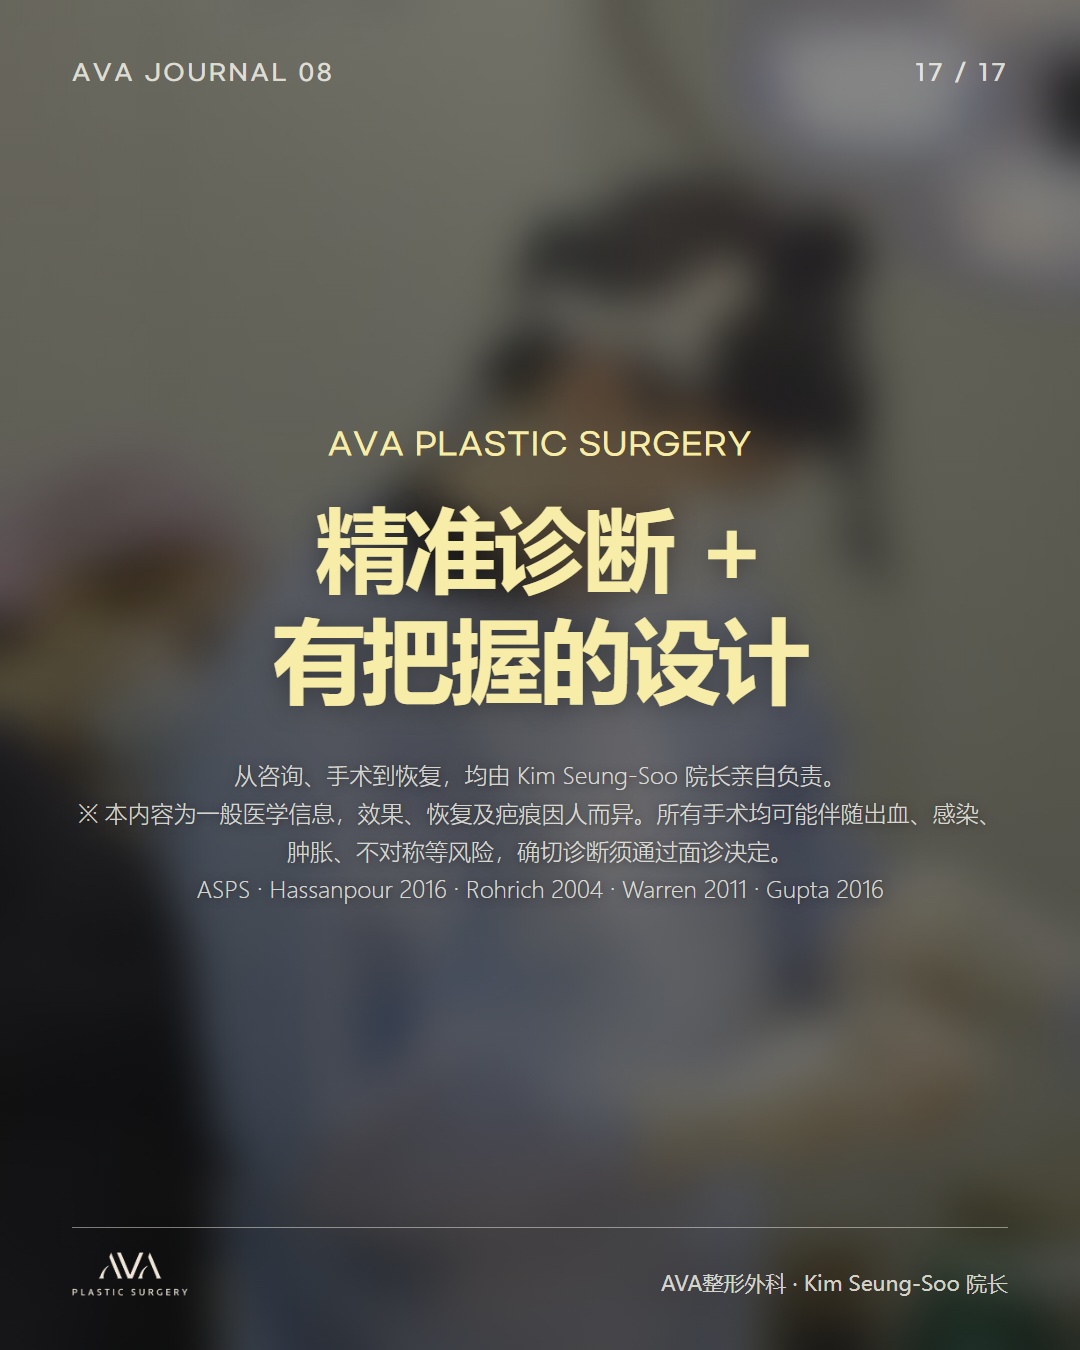 AVA JOURNAL 08
17 / 17
AVA PLASTIC SURGERY
精准诊断 +
有把握的设计
从咨询、手术到恢复，均由 Kim Seung-Soo 院长亲自负责。
※ 本内容为一般医学信息，效果、恢复及疤痕因人而异。所有手术均可能伴随出血、感染、
肿胀、不对称等风险，确切诊断须通过面诊决定。
ASPS · Hassanpour 2016 · Rohrich 2004 · Warren 2011 · Gupta 2016
AVA
PLASTIC SURGERY
AVA整形外科 · Kim Seung-Soo 院长